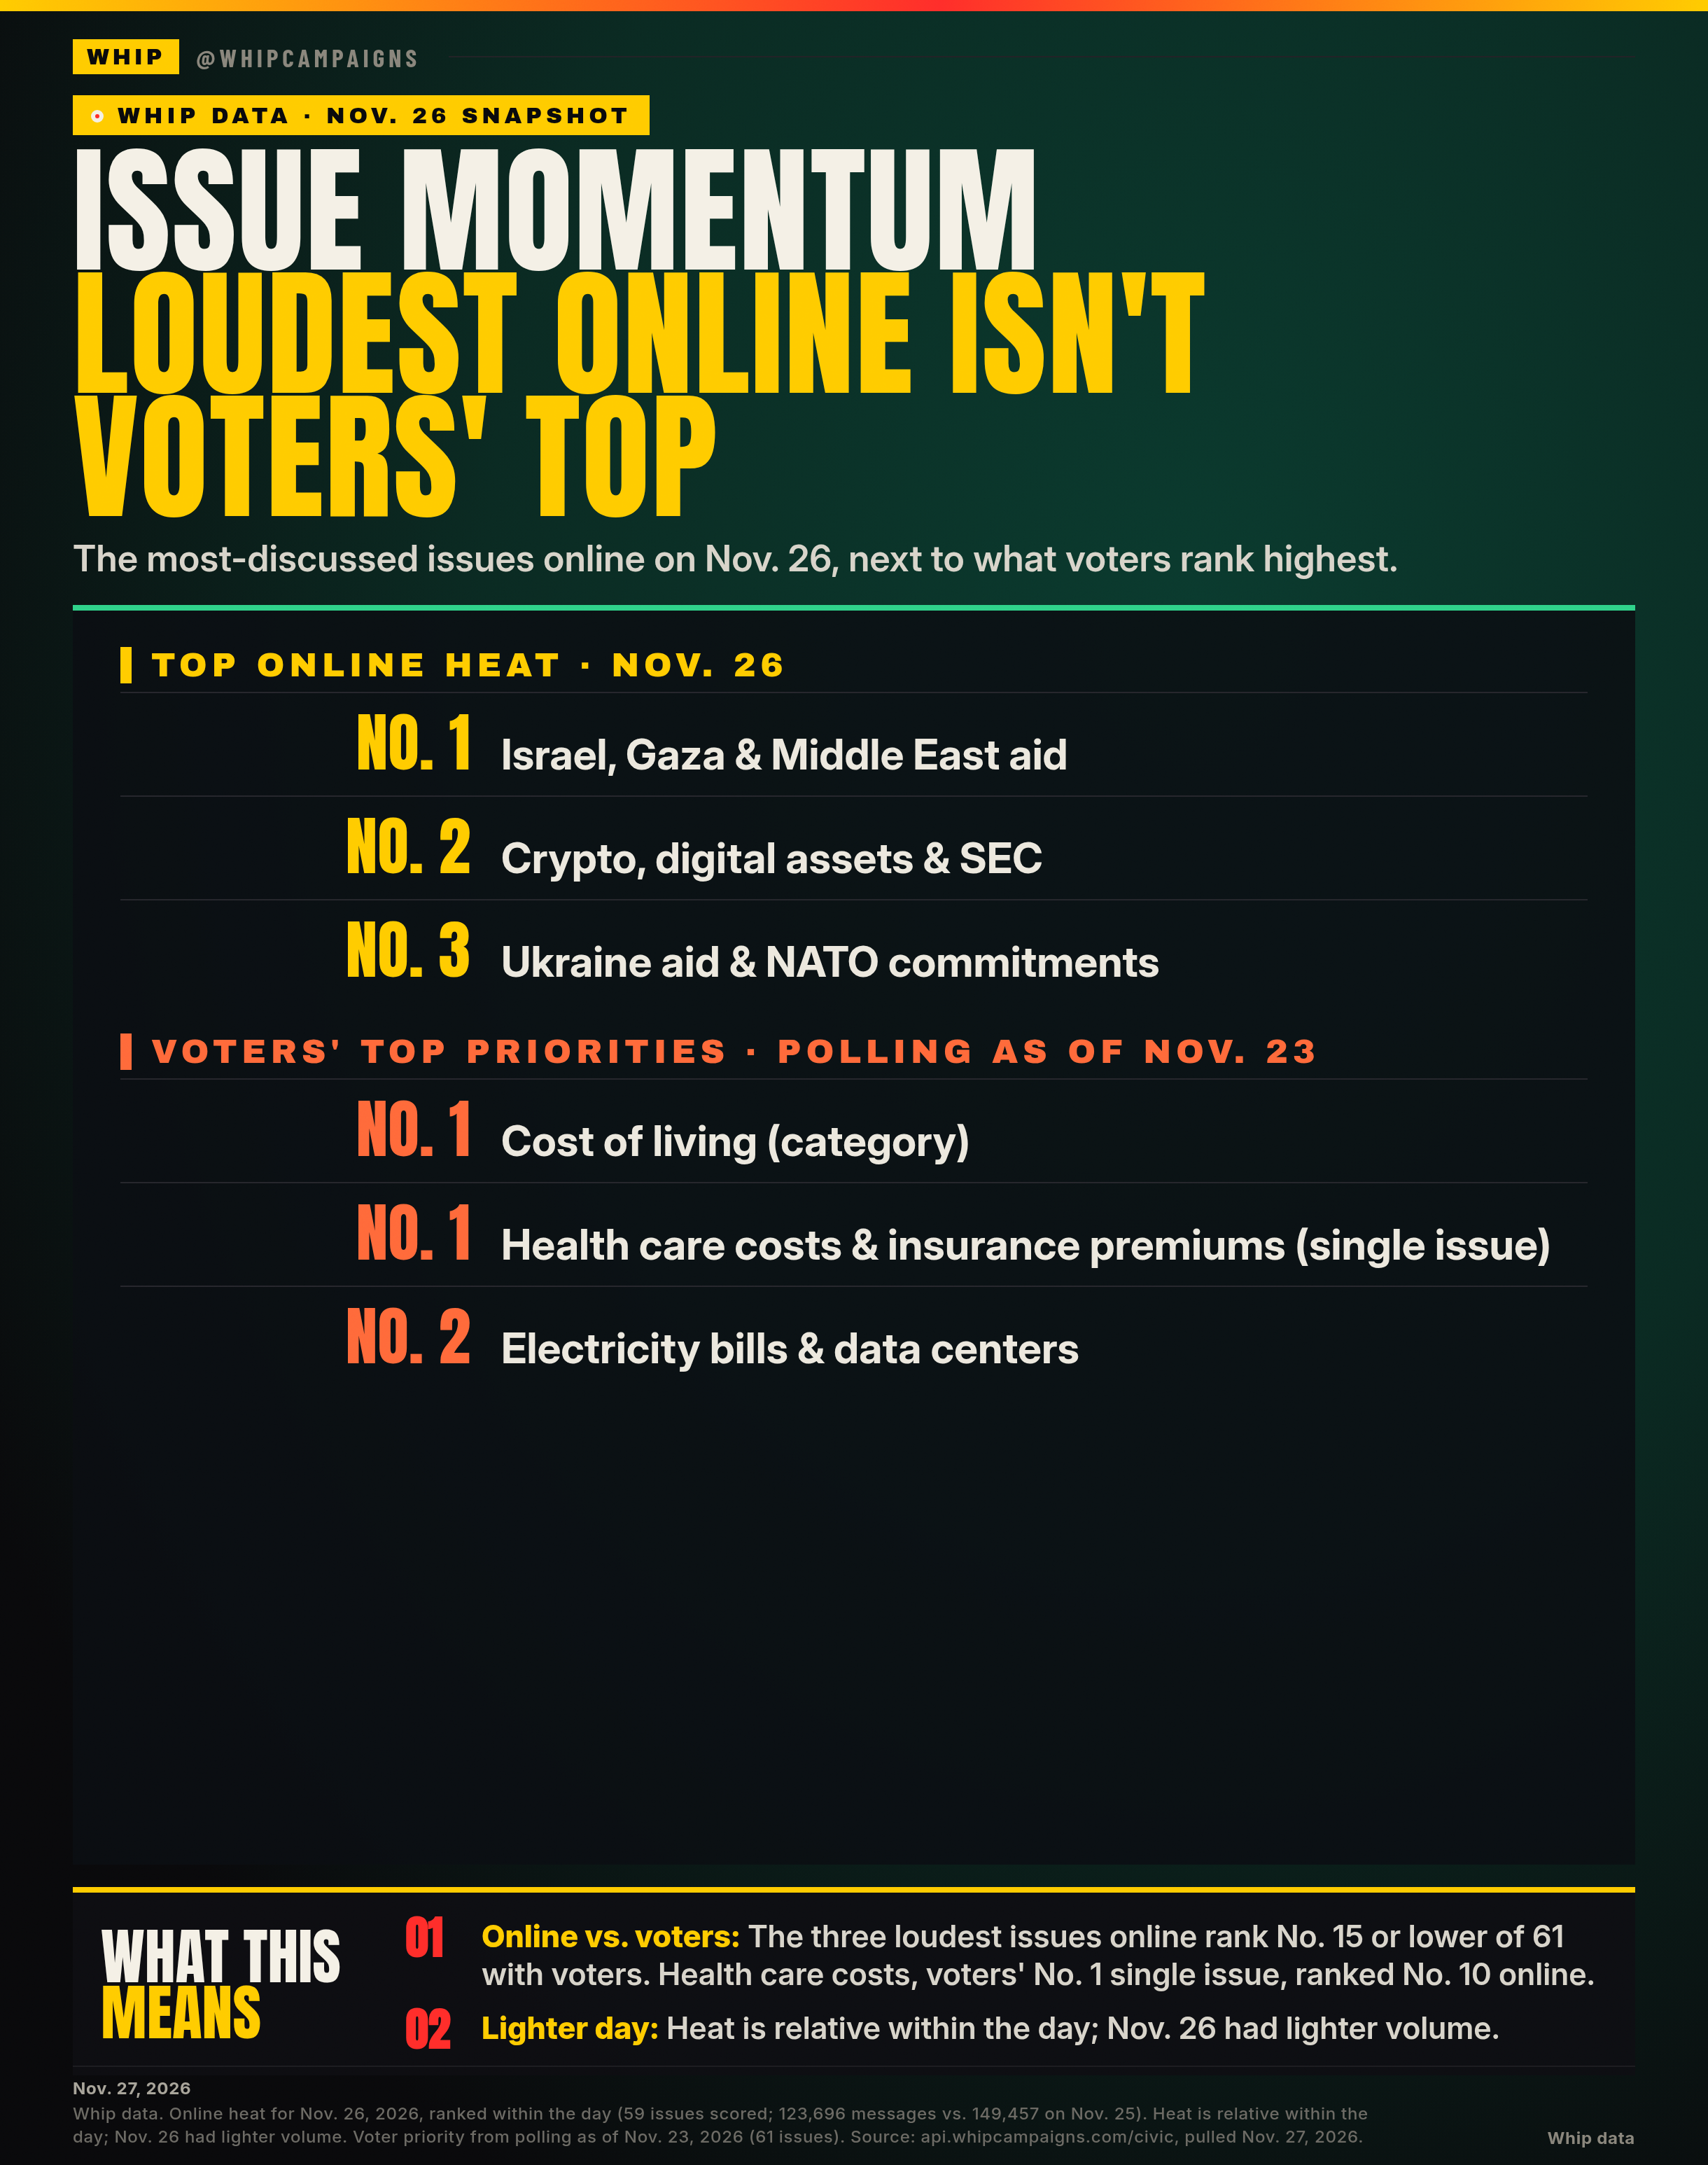 WHIP @WHIPCAMPAIGNS
WHIP DATA · NOV. 26 SNAPSHOT
ISSUE MOMENTUM
LOUDEST ONLINE ISN'T
VOTERS' TOP
The most-discussed issues online on Nov. 26, next to what voters rank highest.
TOP ONLINE HEAT · NOV. 26
NO. 1 Israel, Gaza & Middle East aid
NO. 2 Crypto, digital assets & SEC
NO. 3 Ukraine aid & NATO commitments
VOTERS' TOP PRIORITIES · POLLING AS OF NOV. 23
NO. 1 Cost of living (category)
NO. 1 Health care costs & insurance premiums (single issue)
NO. 2 Electricity bills & data centers
WHAT THIS
MEANS
01 Online vs. voters: The three loudest issues online rank No. 15 or lower of 61
with voters. Health care costs, voters' No. 1 single issue, ranked No. 10 online.
02 Lighter day: Heat is relative within the day; Nov. 26 had lighter volume.
Nov. 27, 2026
Whip data. Online heat for Nov. 26, 2026, ranked within the day (59 issues scored; 123,696 messages vs. 149,457 on Nov. 25). Heat is relative within the
day; Nov. 26 had lighter volume. Voter priority from polling as of Nov. 23, 2026 (61 issues). Source: api.whipcampaigns.com/civic, pulled Nov. 27, 2026.
Whip data